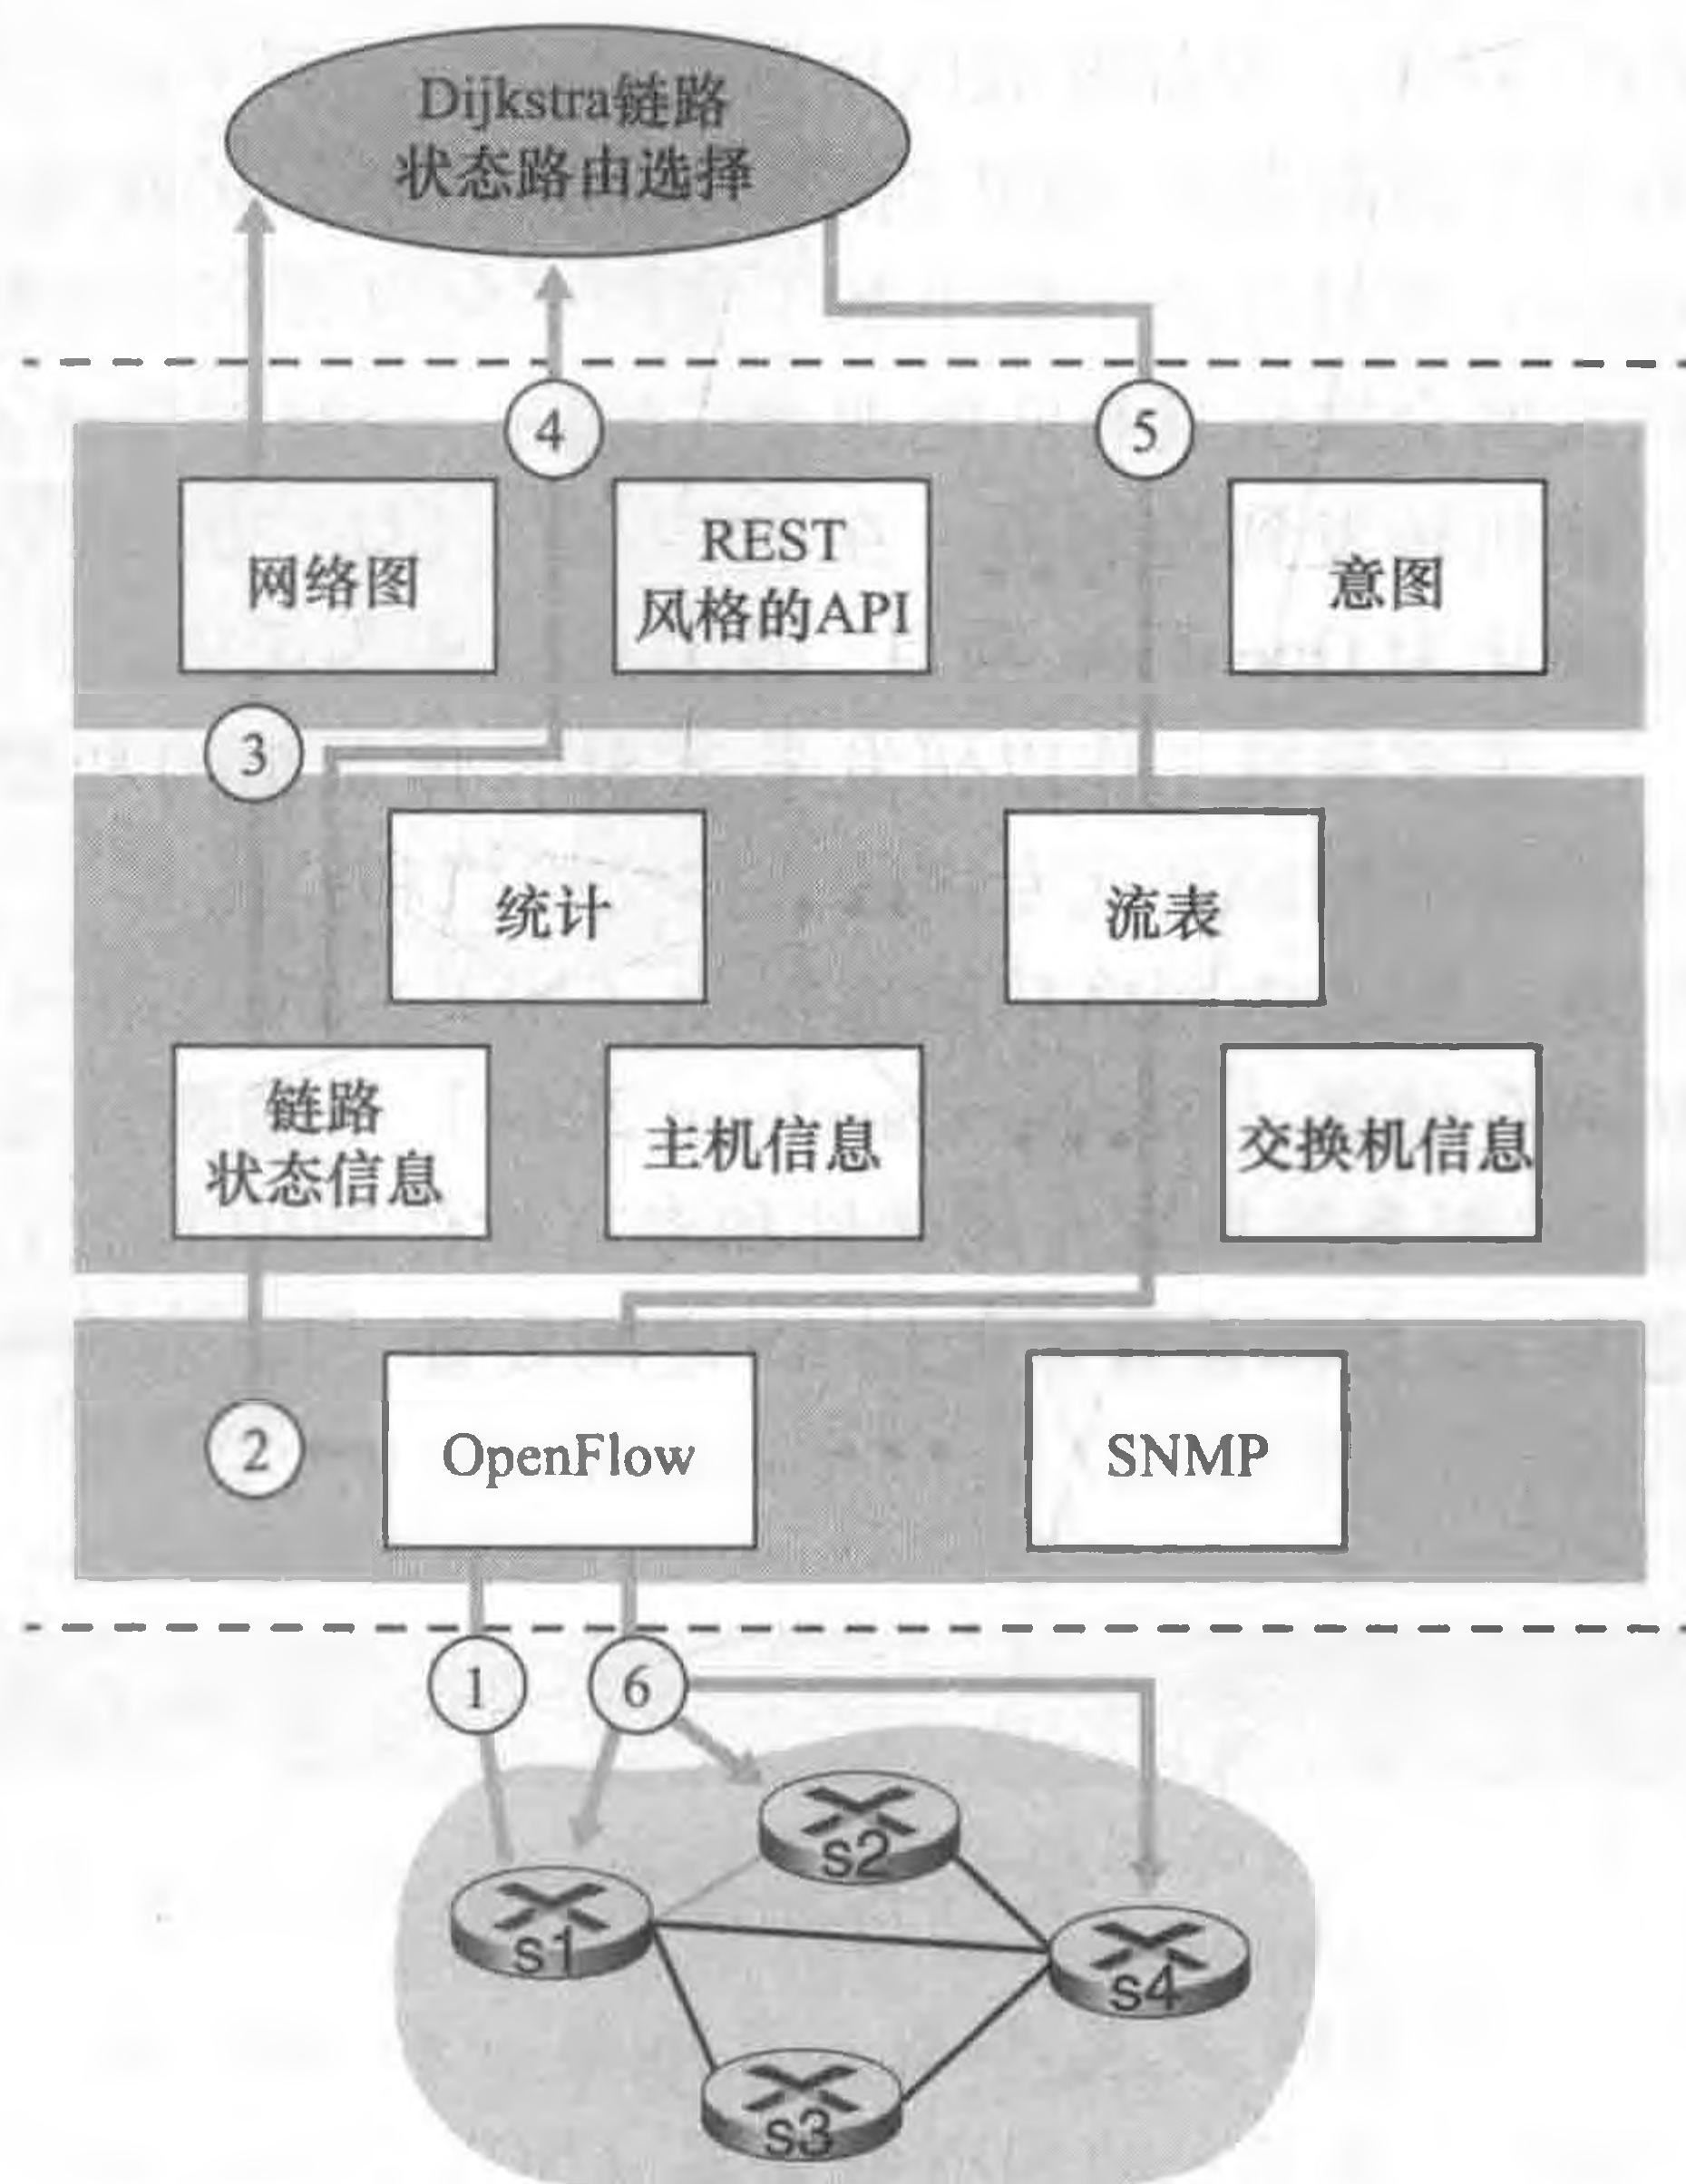 Dijkstra链路
状态路由选择
4
5
网络图
REST
风格的API
意图
3
统计
流表
链路
状态信息
主机信息
交换机信息
2
OpenFlow
SNMP
1
6
s2
s1
s4
s3